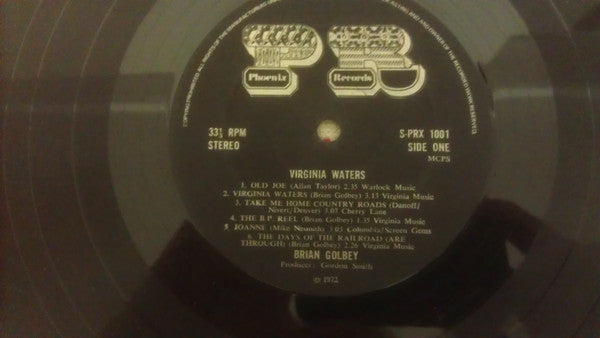 PR
Phoenix Records
33⅓ RPM
STEREO
S-PRX 1001
SIDE ONE
MCPS
VIRGINIA WATERS
1. OLD JOE (Allan Taylor) 2.35 Warlock Music
2. VIRGINIA WATERS (Brian Golbey) 3.13 Virginia Music
3. TAKE ME HOME COUNTRY ROADS (Danoff/
Nivert/Denver) 3.07 Cherry Lane
4. THE B.P. REEL (Brian Golbey) 1.35 Virginia Music
5 JOANNE (Mike Nesmith) 3.05 Columbia/Screen Gems
6. THE DAYS OF THE RAILROAD (ARE
THROUGH) (Brian Golbey) 2.26 Virginia Music
BRIAN GOLBEY
Producer: Gordon Smith
© 1972